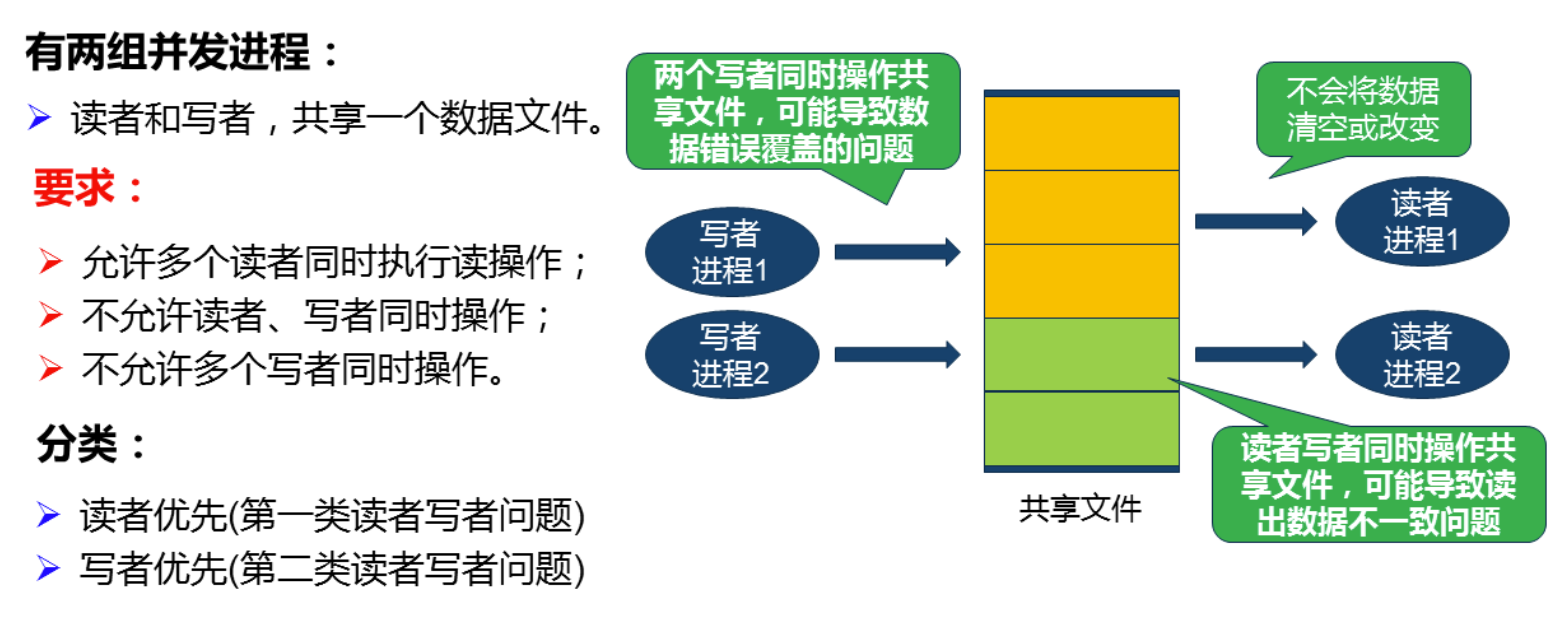 有两组并发进程：
读者和写者，共享一个数据文件。
要求：
允许多个读者同时执行读操作；
不允许读者、写者同时操作；
不允许多个写者同时操作。
分类：
读者优先(第一类读者写者问题)
写者优先(第二类读者写者问题)
两个写者同时操作共
享文件，可能导致数
据错误覆盖的问题
不会将数据
清空或改变
写者
进程1
写者
进程2
读者
进程1
读者
进程2
共享文件
读者写者同时操作共
享文件，可能导致读
出数据不一致问题